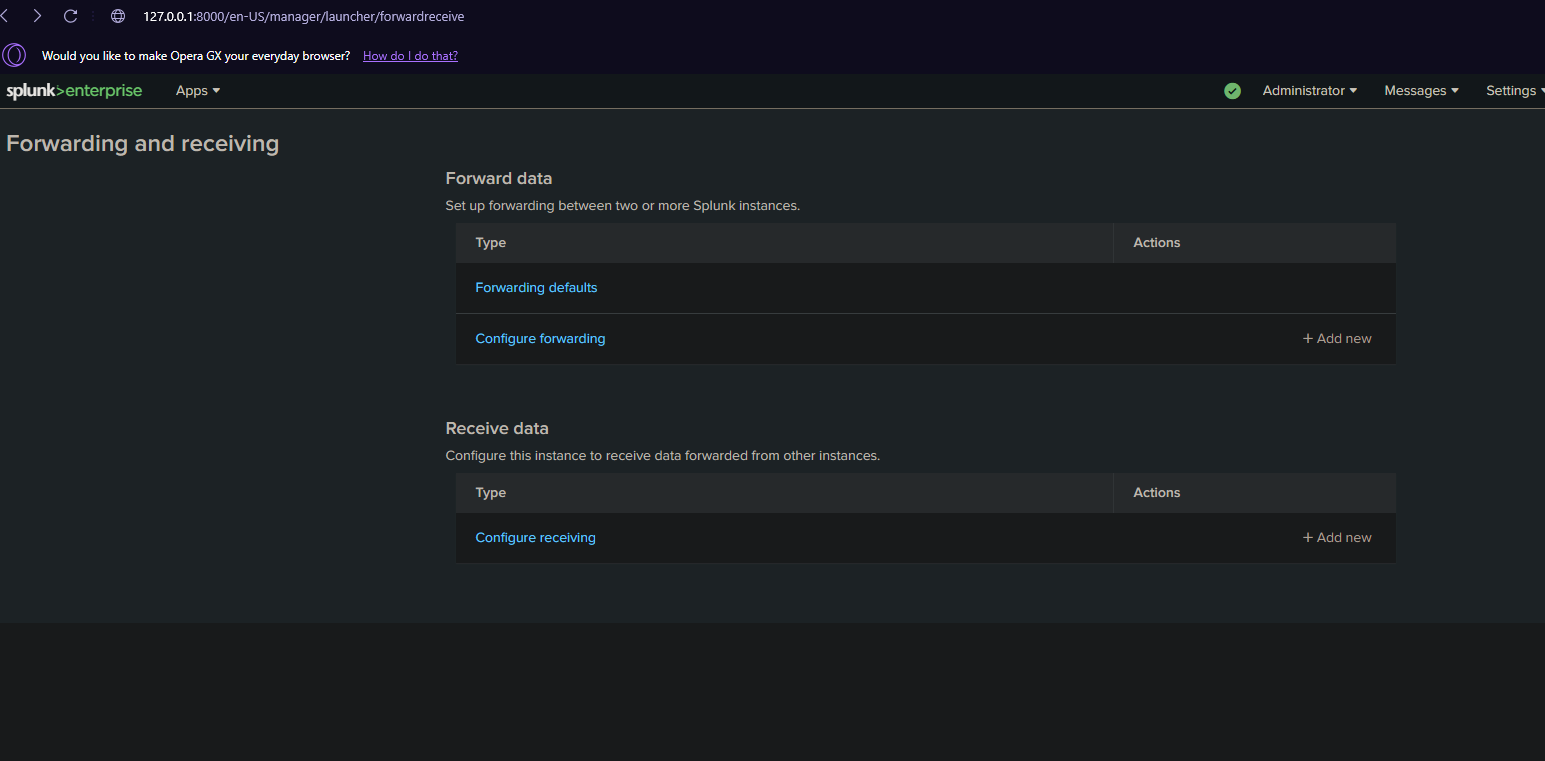 127.0.0.1:8000/en-US/manager/launcher/forwardreceive
Would you like to make Opera GX your everyday browser? How do I do that?
splunk>enterprise Apps Administrator Messages Settings
Forwarding and receiving
Forward data
Set up forwarding between two or more Splunk instances.
Type Actions
Forwarding defaults
Configure forwarding + Add new
Receive data
Configure this instance to receive data forwarded from other instances.
Type Actions
Configure receiving + Add new